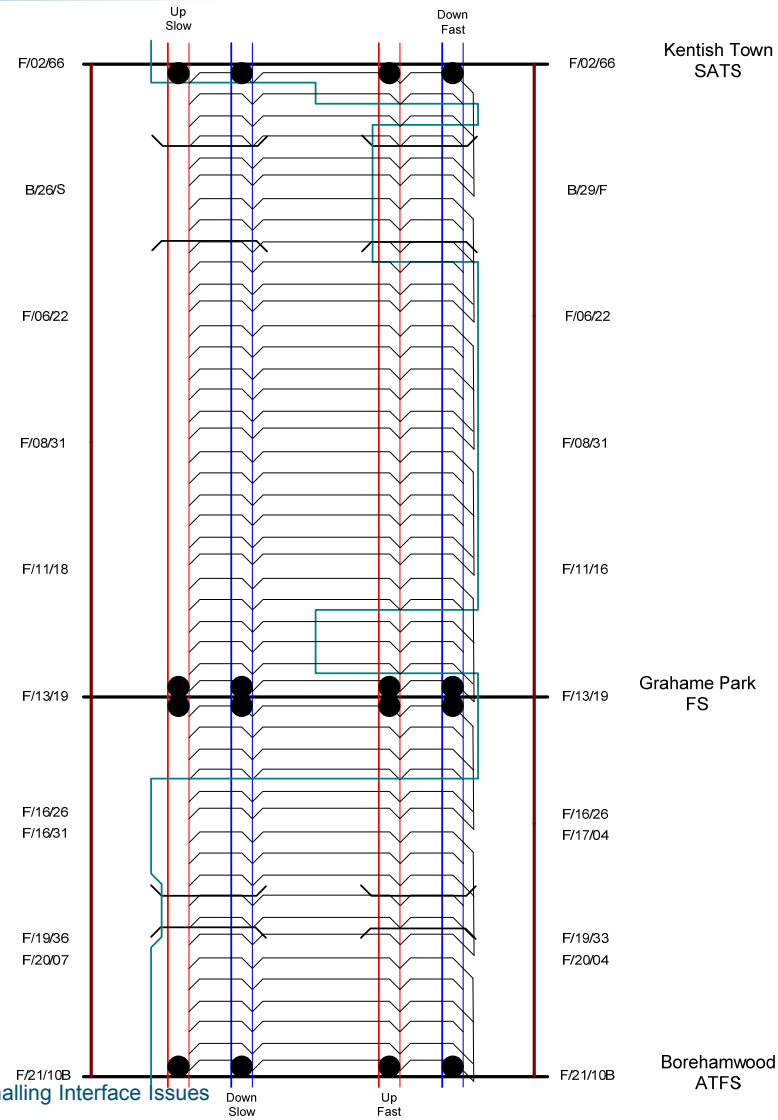 Up
Slow
Down
Fast
F/02/66
F/02/66
Kentish Town
SATS
B/26/S
B/29/F
F/06/22
F/06/22
F/08/31
F/08/31
F/11/18
F/11/16
F/13/19
F/13/19
Grahame Park
FS
F/16/26
F/16/26
F/16/31
F/17/04
F/19/36
F/19/33
F/20/07
F/20/04
F/21/10B
F/21/10B
Borehamwood
ATFS
nalling Interface Issues
Down
Slow
Up
Fast